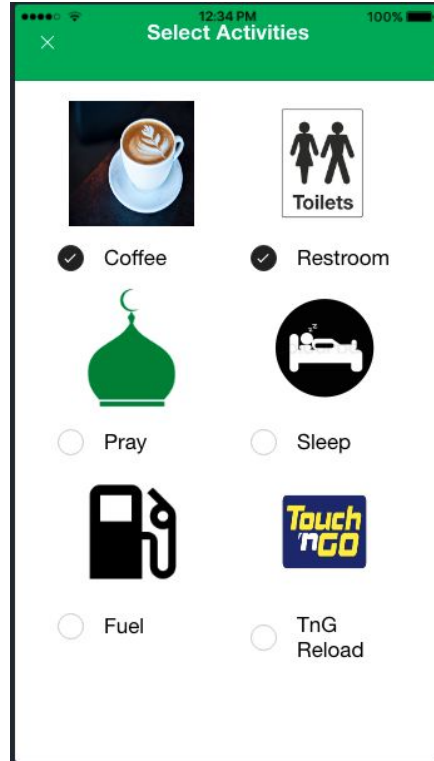 12:34 PM
100%
Select Activities
Toilets
Coffee
Restroom
z z
Pray
Sleep
Touch
'n GO
Fuel
TnG
Reload